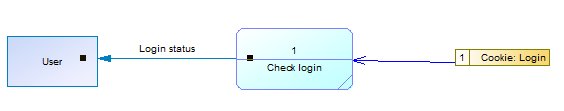 Login status
User
1
Check login
1 Cookie: Login